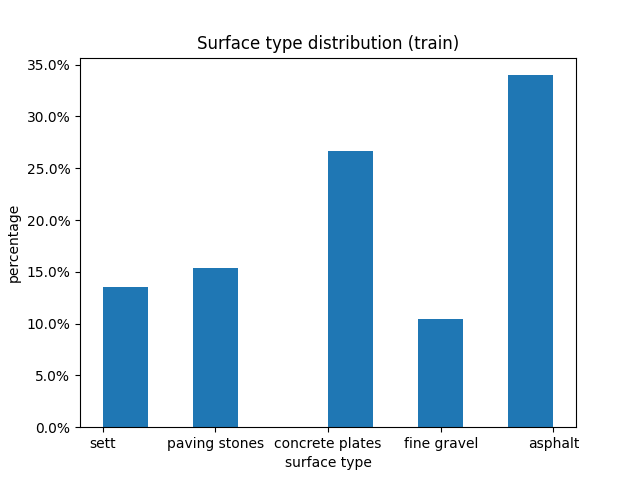 Surface type distribution (train)
35.0%
30.0%
25.0%
20.0%
15.0%
10.0%
5.0%
0.0%
percentage
sett paving stones concrete plates fine gravel asphalt
surface type